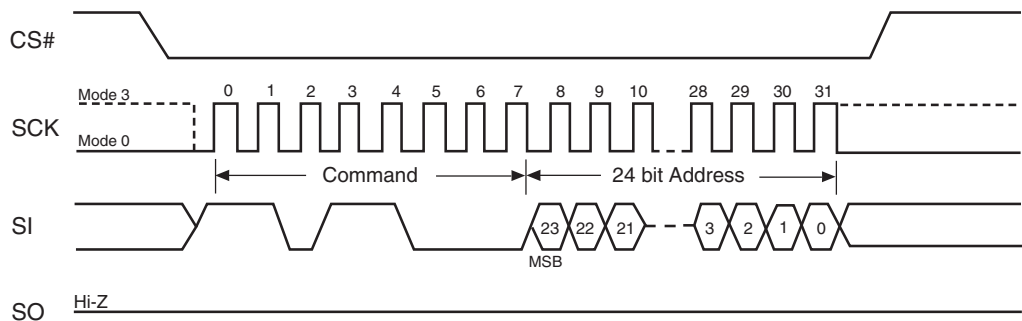 CS#
Mode 3
0 1 2 3 4 5 6 7 8 9 10 28 29 30 31
SCK
Mode 0
Command
24 bit Address
SI
23 22 21 3 2 1 0
MSB
Hi-Z
SO